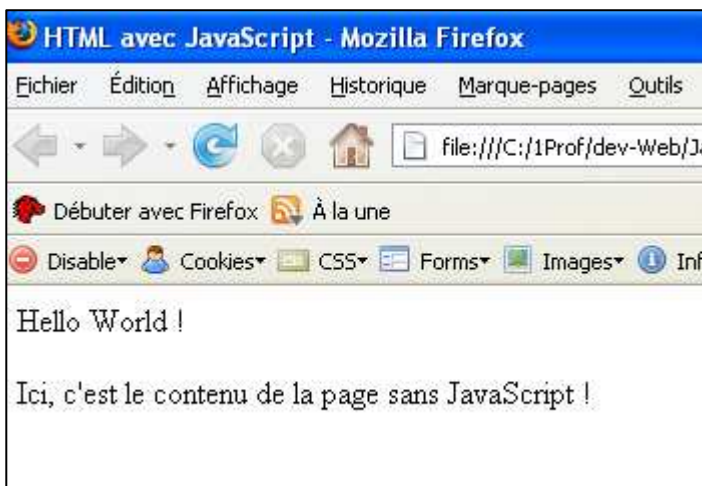 HTML avec JavaScript - Mozilla Firefox
Fichier Édition Affichage Historique Marque-pages Outils
file:///C:/1Prof/dev-Web/J
Débuter avec Firefox À la une
Disable Cookies CSS Forms Images Inf
Hello World !
Ici, c'est le contenu de la page sans JavaScript !